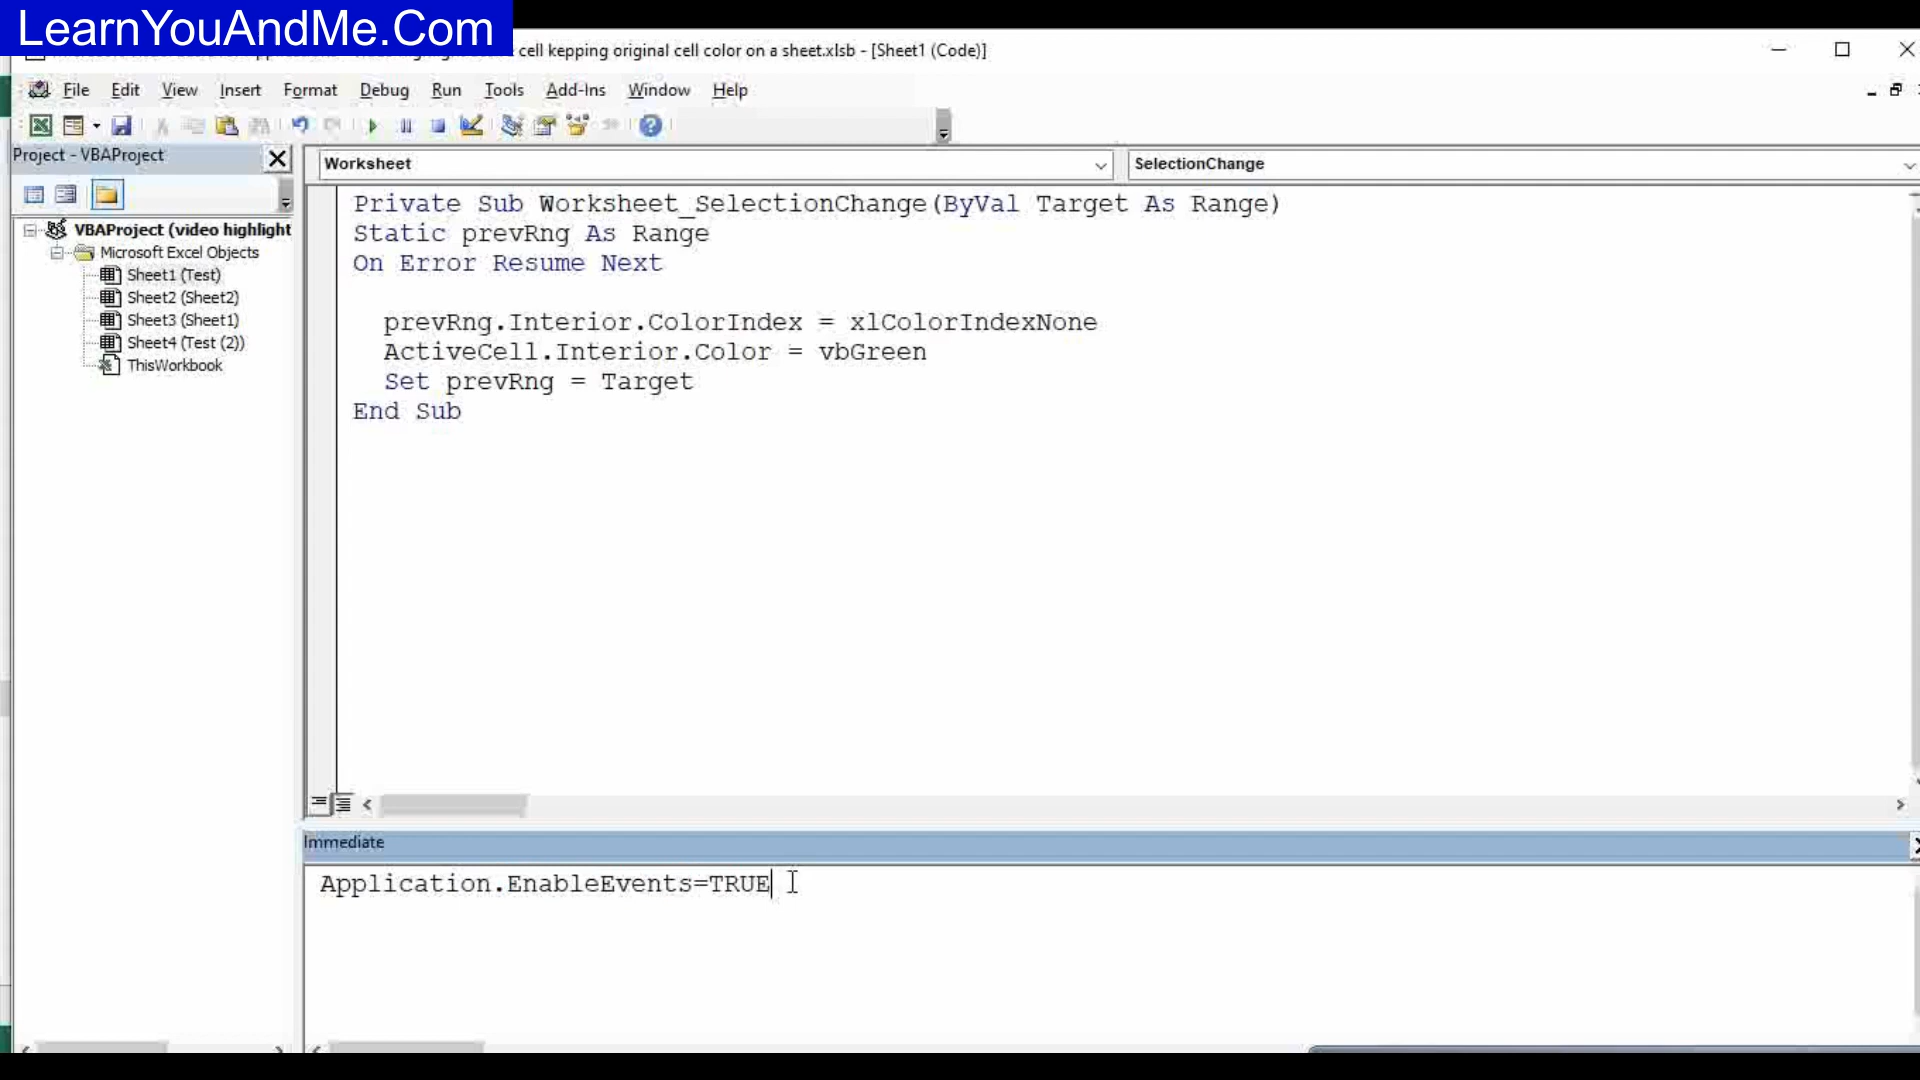 LearnYouAndMe.Com
cell kepping original cell color on a sheet.xlsb - [Sheet1 (Code)]
File Edit View Insert Format Debug Run Tools Add-Ins Window Help
Project - VBAProject
Worksheet
SelectionChange
VBAProject (video highlight
Microsoft Excel Objects
Sheet1 (Test)
Sheet2 (Sheet2)
Sheet3 (Sheet1)
Sheet4 (Test (2))
ThisWorkbook
Private Sub Worksheet_SelectionChange(ByVal Target As Range)
Static prevRng As Range
On Error Resume Next
prevRng.Interior.ColorIndex = xlColorIndexNone
ActiveCell.Interior.Color = vbGreen
Set prevRng = Target
End Sub
Immediate
Application.EnableEvents=TRUE